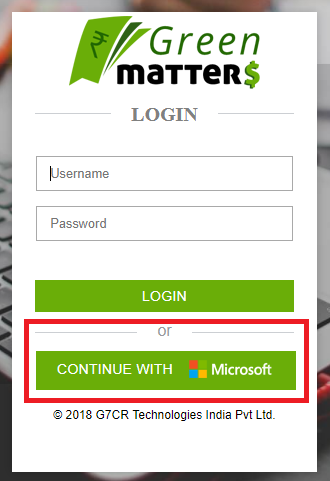 ₹ Green
matter$
LOGIN
Username
Password
LOGIN
or
CONTINUE WITH Microsoft
© 2018 G7CR Technologies India Pvt Ltd.